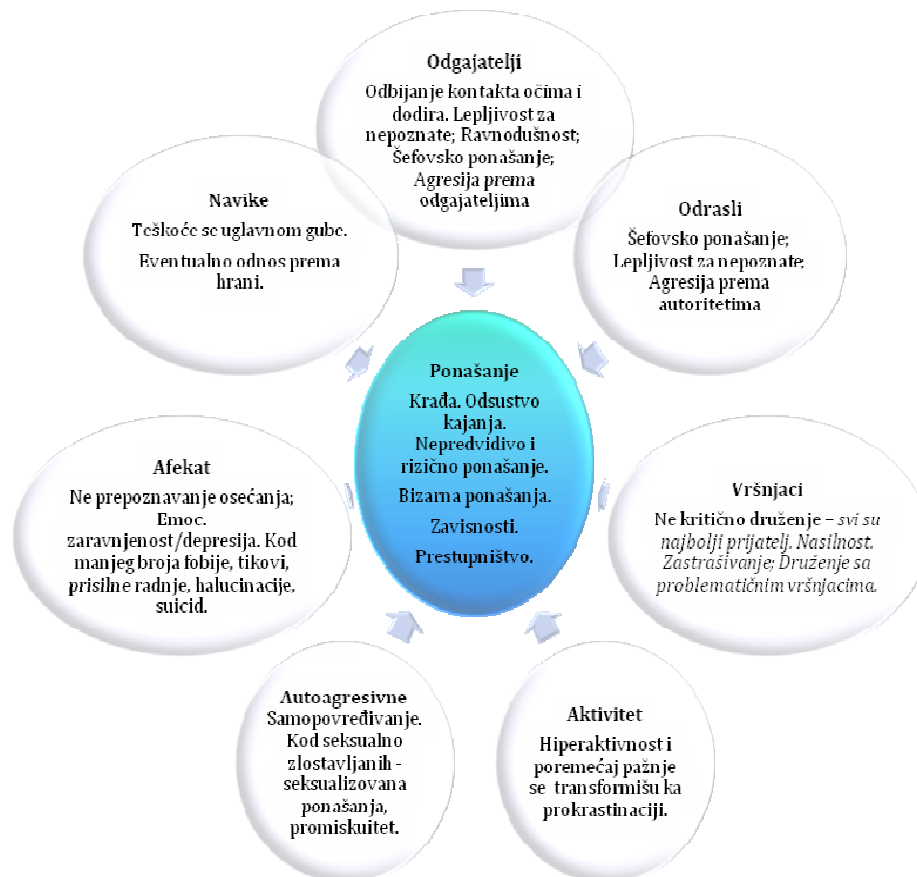 Odgajatelji
Odbijanje kontakta očima i
dodira. Lepljivost za
nepoznate; Ravnodušnost;
Šefovsko ponašanje;
Agresija prema
odgajateljima
Navike
Teškoće se uglavnom gube.
Eventualno odnos prema
hrani.
Odrasli
Šefovsko ponašanje;
Lepljivost za nepoznate;
Agresija prema
autoritetima
Ponašanje
Krađa. Odsustvo
kajanja.
Nepredvidivo i
rizično ponašanje.
Bizarna ponašanja.
Zavisnosti.
Prestupništvo.
Afekat
Ne prepoznavanje osećanja;
Emoc.
zaravnjenost/depresija. Kod
manjeg broja fobije, tikovi,
prisilne radnje, halucinacije,
suicid.
Vršnjaci
Ne kritično druženje – svi su
najbolji prijatelj. Nasilnost.
Zastrašivanje; Druženje sa
problematičnim vršnjacima.
Autoagresivne
Samopovređivanje.
Kod seksualno
zlostavljanih -
seksualizovana
ponašanja,
promiskuitet.
Aktivitet
Hiperaktivnost i
poremećaj pažnje
se transformišu ka
prokrastinaciji.